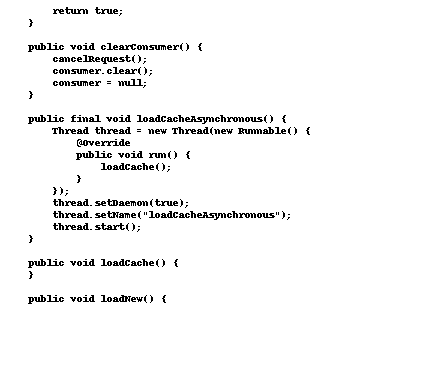 return true;
}
public void clearConsumer() {
cancelRequest();
consumer.clear();
consumer = null;
}
public final void loadCacheAsynchronous() {
Thread thread = new Thread(new Runnable() {
@Override
public void run() {
loadCache();
}
});
thread.setDaemon(true);
thread.setName("loadCacheAsynchronous");
thread.start();
}
public void loadCache() {
}
public void loadNew() {